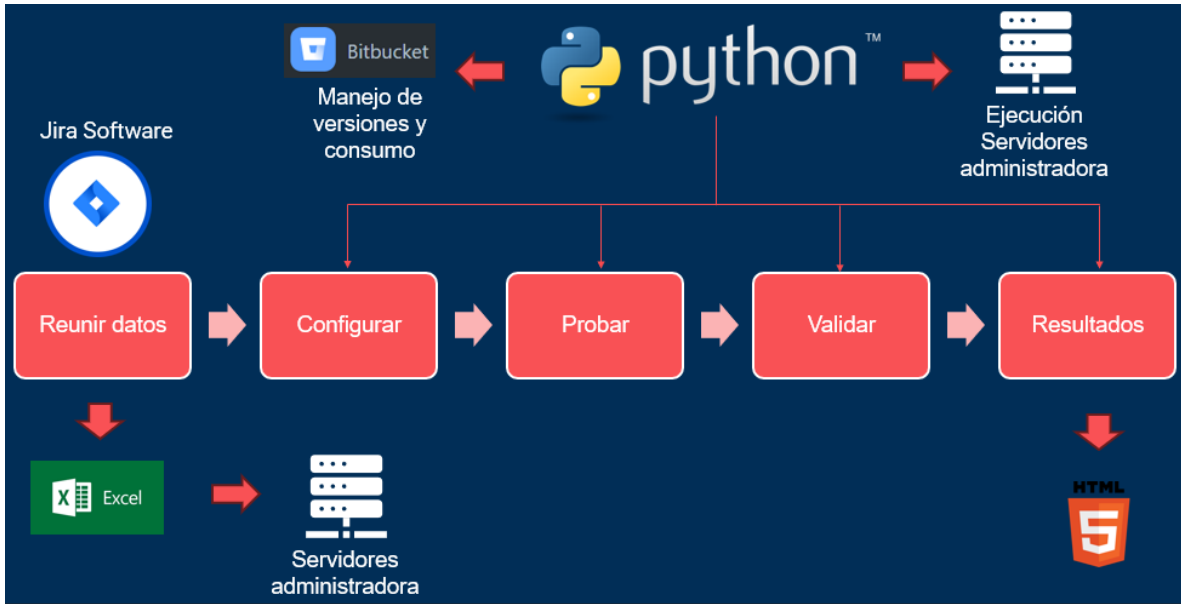 Bitbucket
python™
Manejo de
versiones y
consumo
Ejecución
Servidores
administradora
Jira Software
Reunir datos
Configurar
Probar
Validar
Resultados
X
Excel
Servidores
administradora
HTML
5